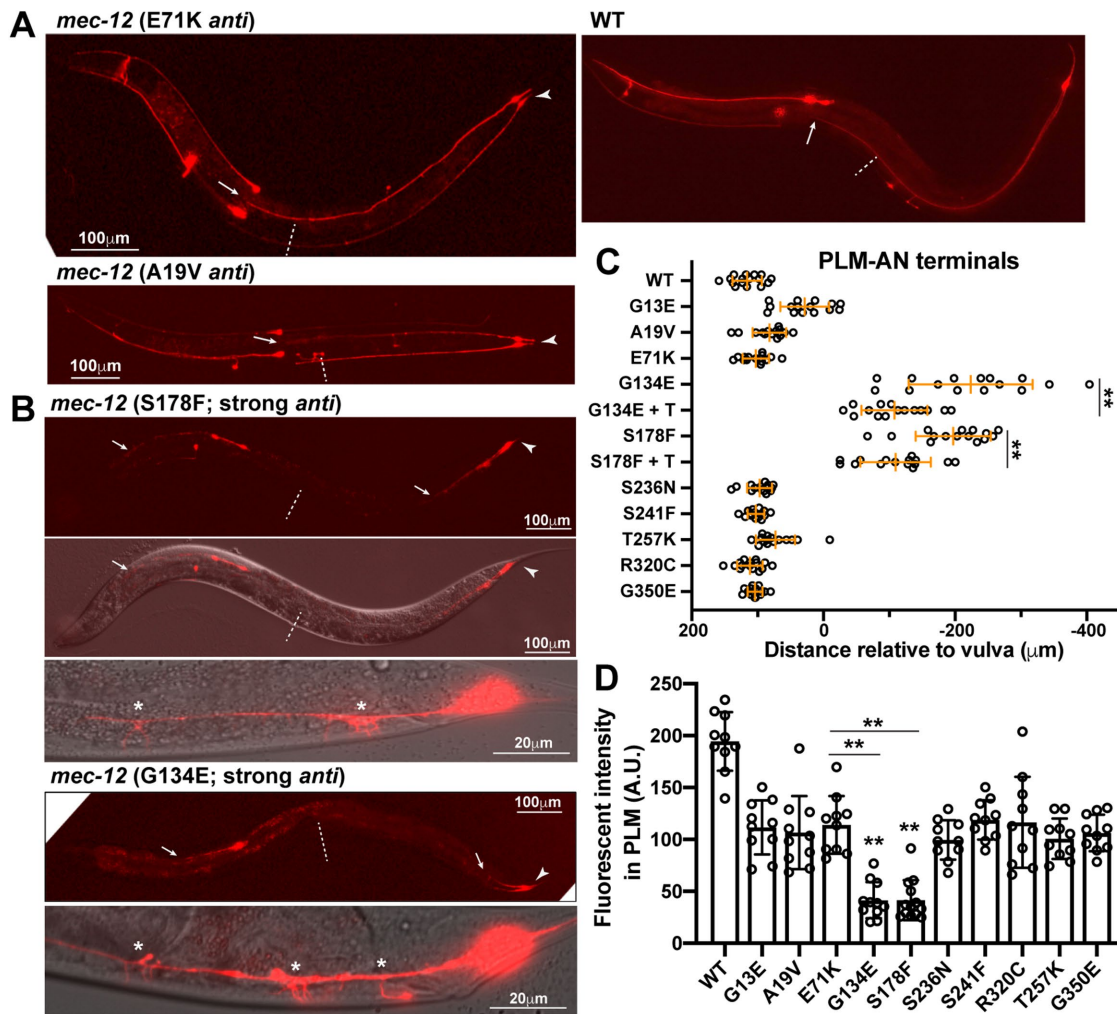 A
mec-12 (E71K anti)
100μm
WT
mec-12 (A19V anti)
100μm
B
mec-12 (S178F; strong anti)
100μm
100μm
*
*
20μm
mec-12 (G134E; strong anti)
100μm
*
*
*
20μm
C
PLM-AN terminals
WT
G13E
A19V
E71K
G134E
G134E + T
S178F
S178F + T
S236N
S241F
T257K
R320C
G350E
**
**
200
0
-200
-400
Distance relative to vulva (μm)
D
Fluorescent intensity
in PLM (A.U.)
250
200
150
100
50
0
**
**
**
**
WT
G13E
A19V
E71K
G134E
S178F
S236N
S241F
R320C
T257K
G350E